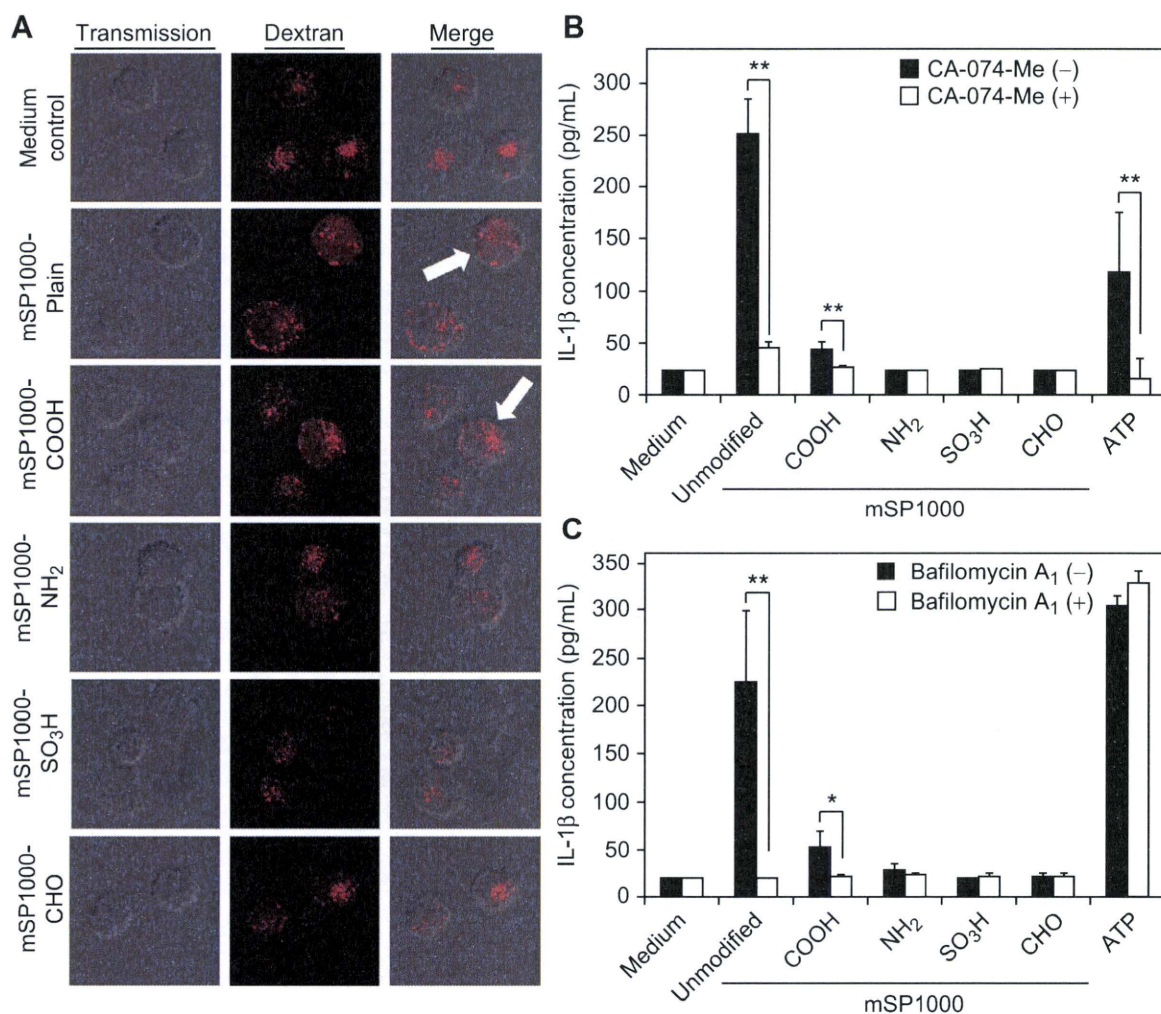 A
Transmission
Dextran
Merge
Medium
control
mSP1000-
Plain
mSP1000-
COOH
mSP1000-
NH₂
mSP1000-
SO₃H
mSP1000-
CHO
B
CA-074-Me (−)
CA-074-Me (+)
IL-1β concentration (pg/mL)
300
250
200
150
100
50
0
**
**
**
Medium
Unmodified
COOH
NH₂
SO₃H
CHO
ATP
mSP1000
C
Bafilomycin A₁ (−)
Bafilomycin A₁ (+)
IL-1β concentration (pg/mL)
350
300
250
200
150
100
50
0
**
*
Medium
Unmodified
COOH
NH₂
SO₃H
CHO
ATP
mSP1000